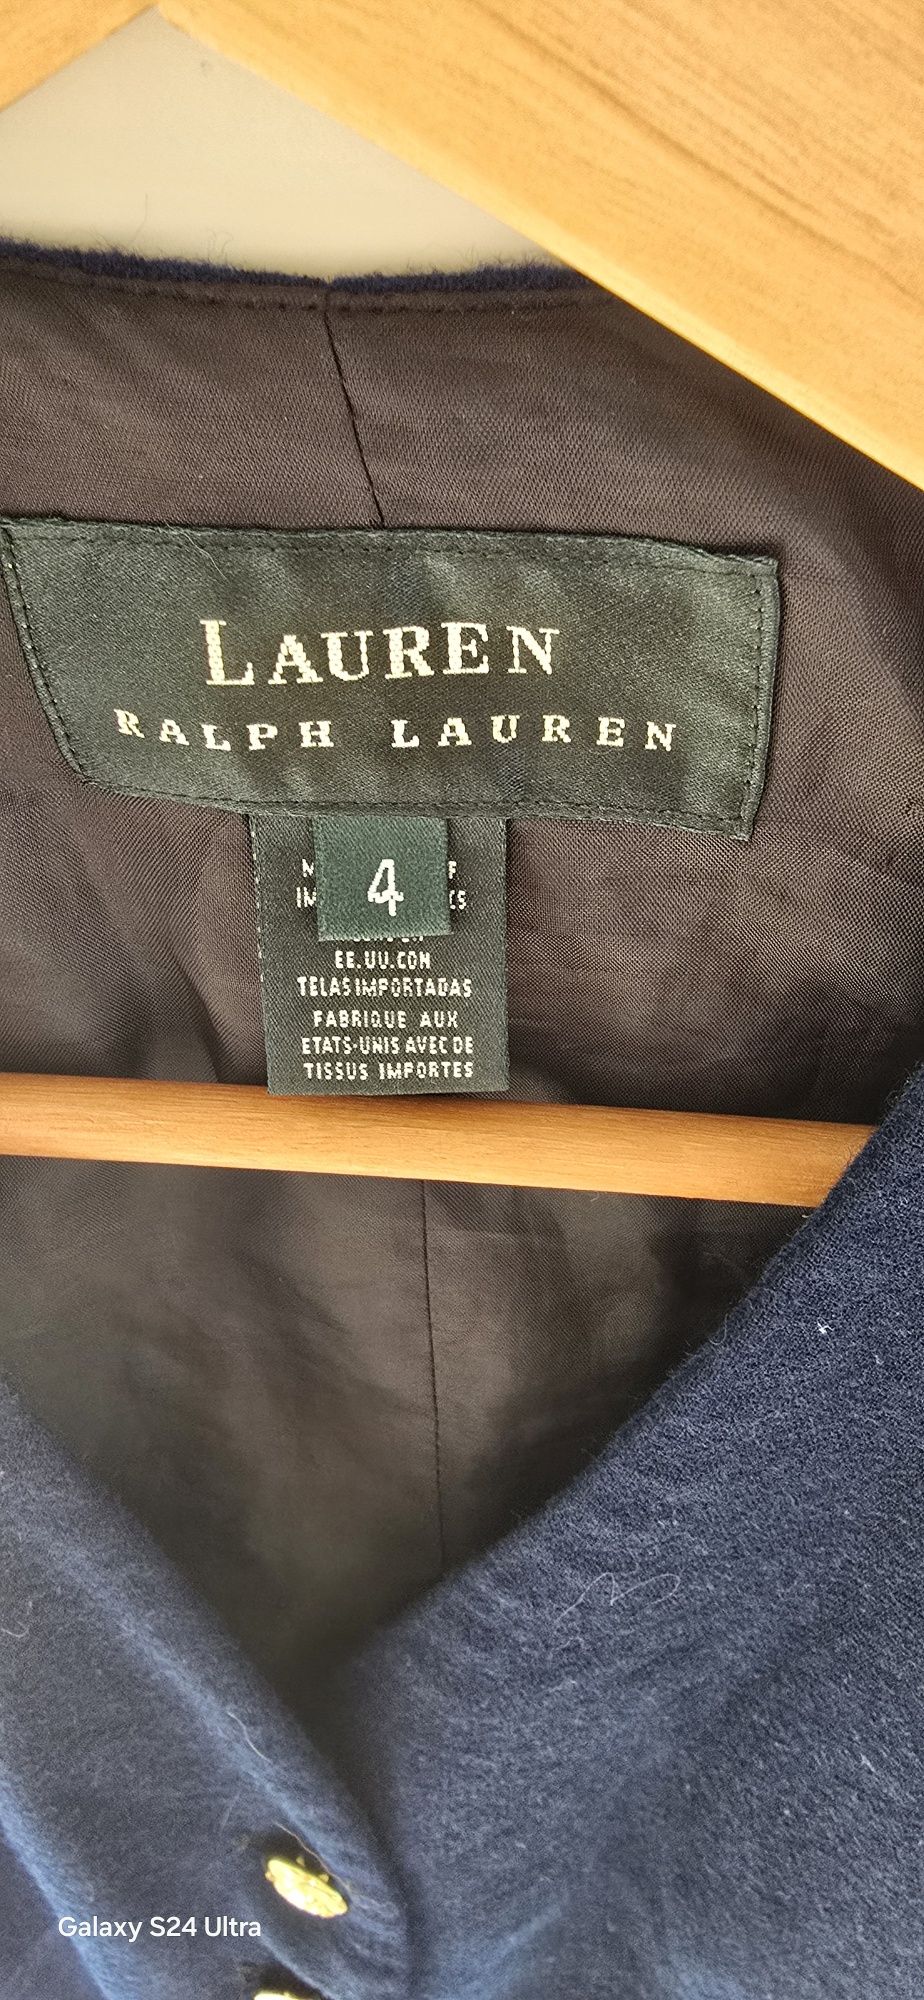 LAUREN
RALPH LAUREN
4
EE.UU.CON
TELAS IMPORTADAS
FABRIQUE AUX
ETATS-UNIS AVEC DE
TISSUS IMPORTES
Galaxy S24 Ultra